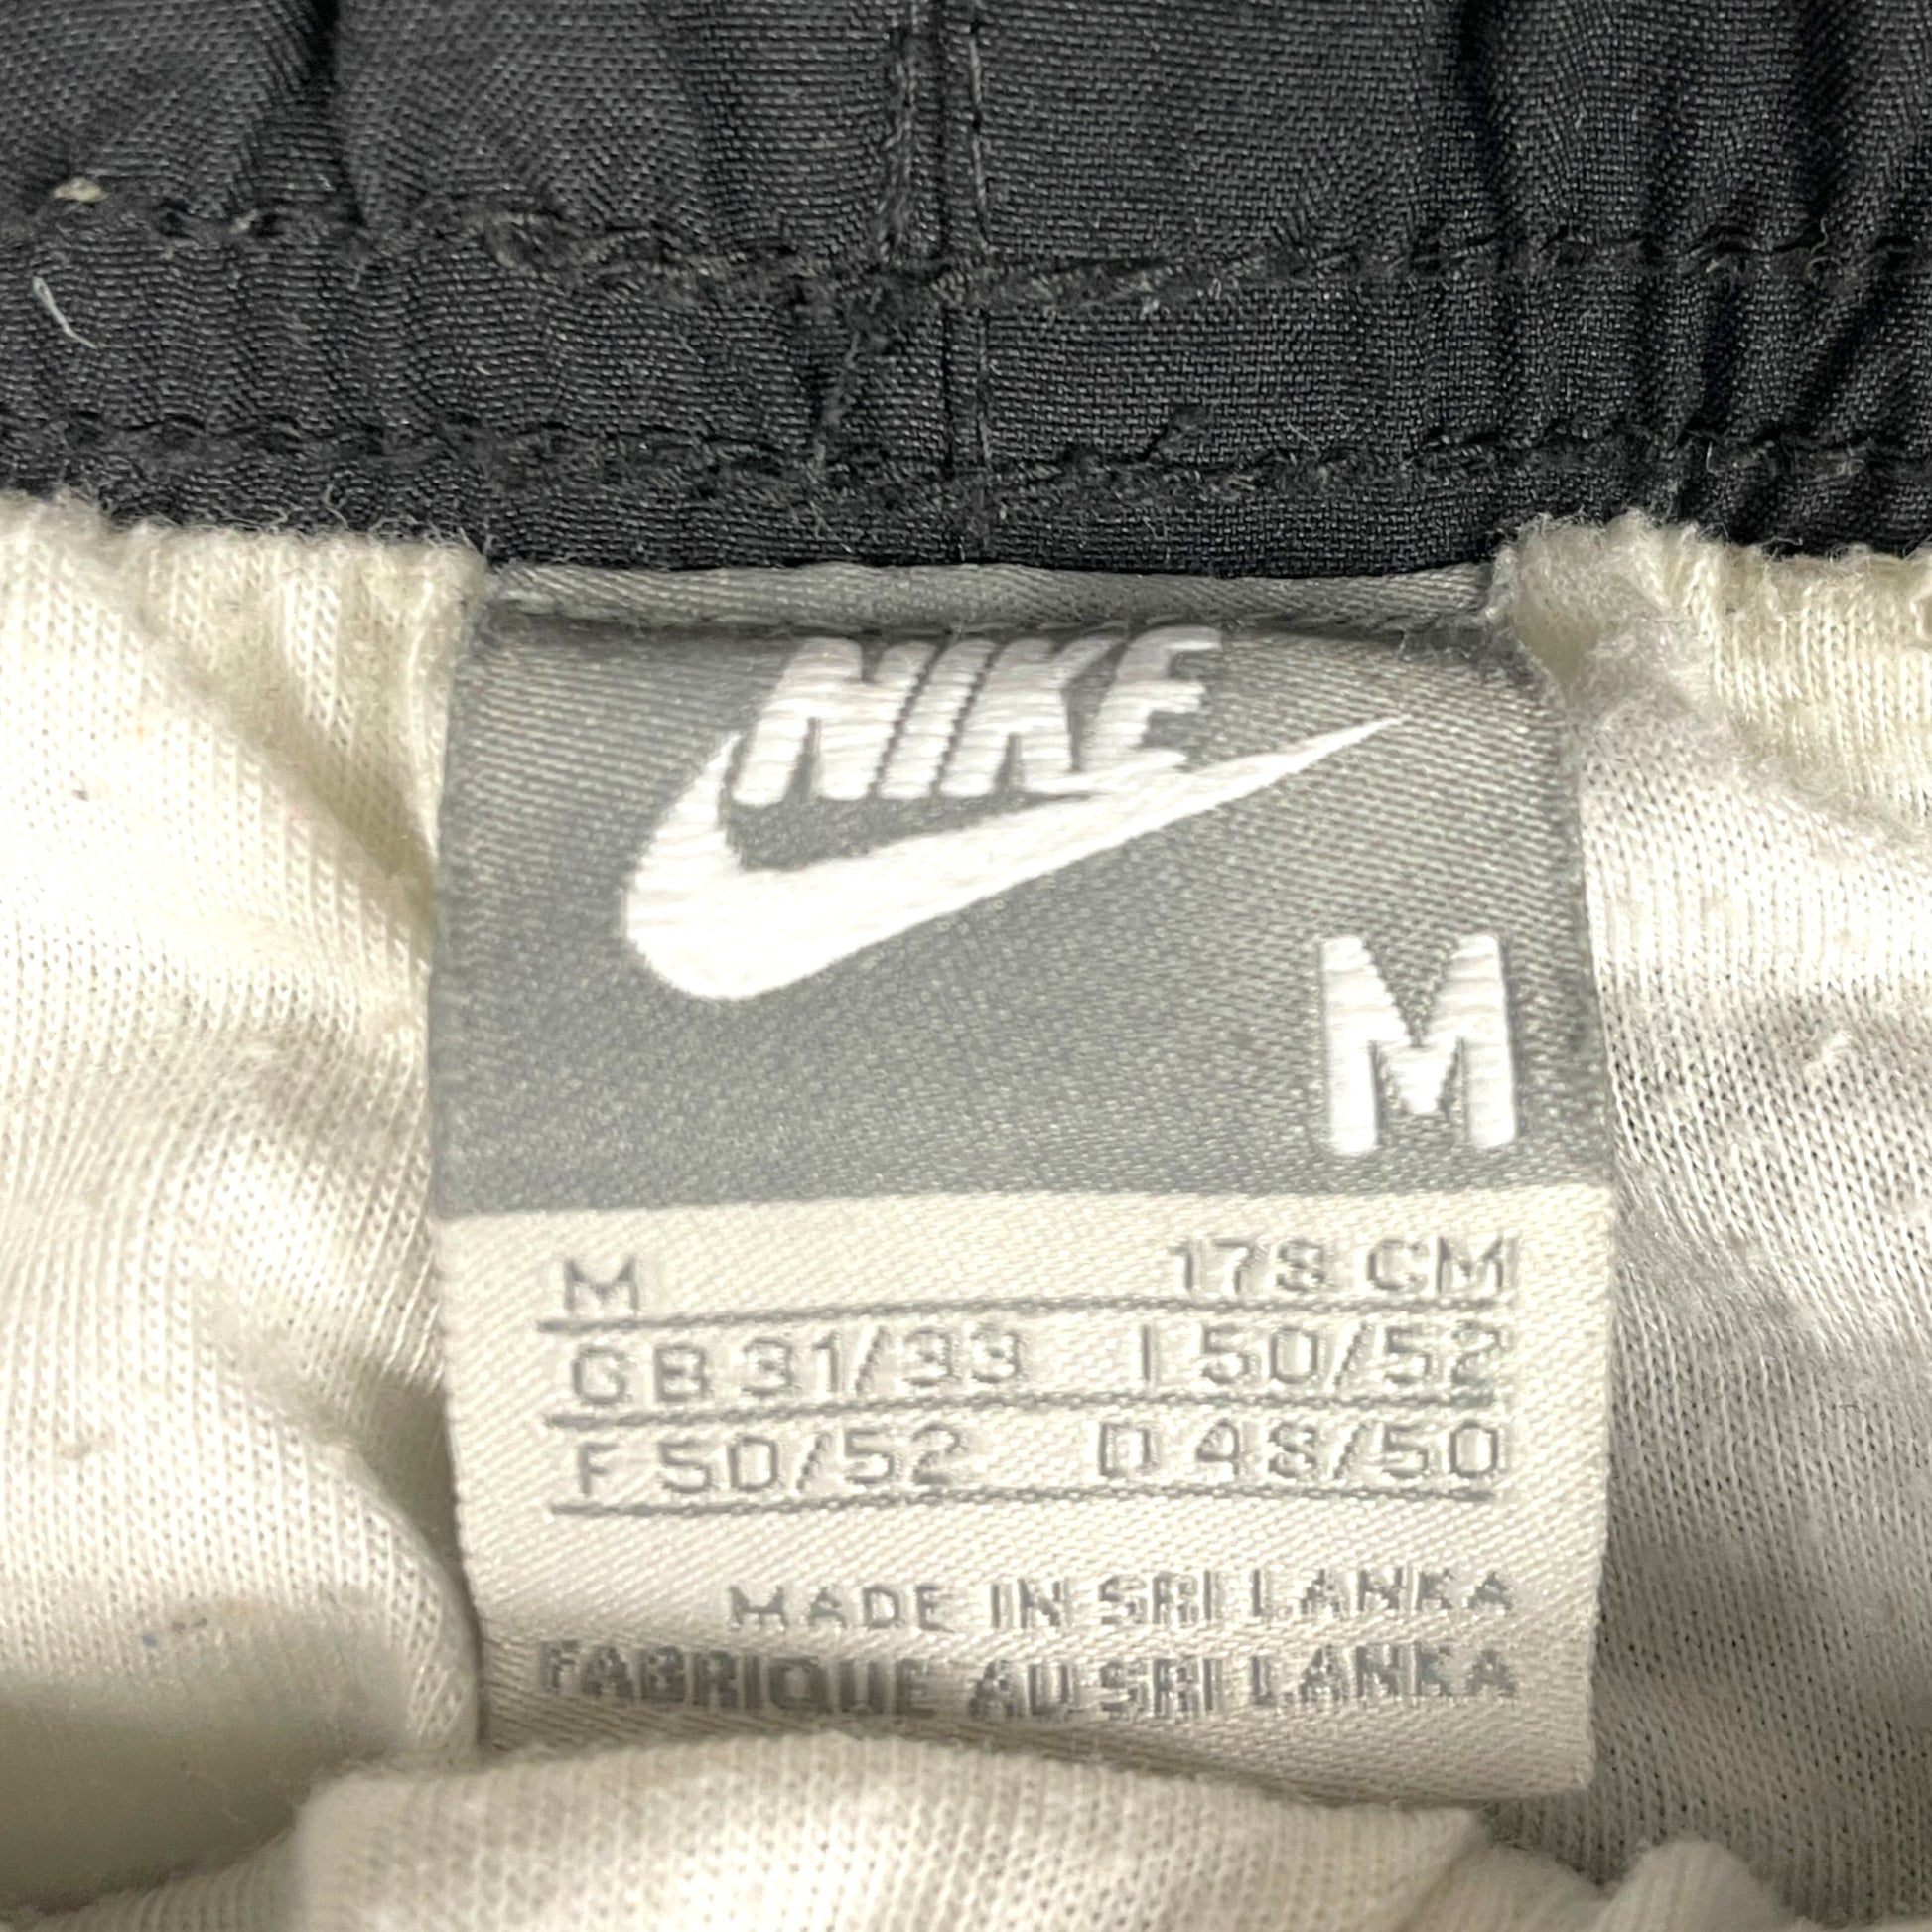 NIKE
M
M 178 CM
GB 31/33 I 50/52
F 50/52 D 48/50
MADE IN SRI LANKA
FABRIQUE AU SRI LANKA